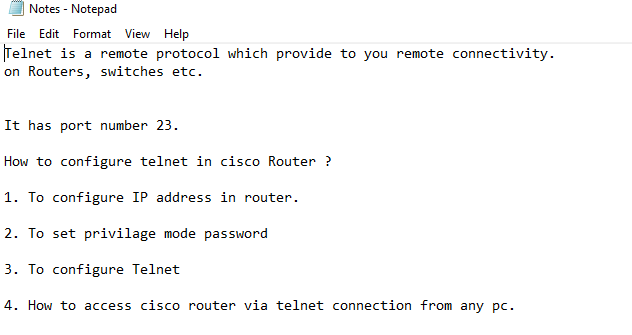 Notes - Notepad
File Edit Format View Help
Telnet is a remote protocol which provide to you remote connectivity.
on Routers, switches etc.
It has port number 23.
How to configure telnet in cisco Router ?
1. To configure IP address in router.
2. To set privilage mode password
3. To configure Telnet
4. How to access cisco router via telnet connection from any pc.